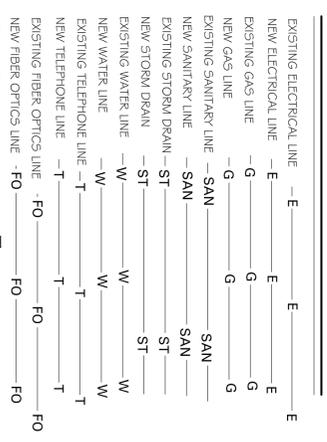 EXISTING ELECTRICAL LINE — E — E — E
NEW ELECTRICAL LINE — E — E — E
EXISTING GAS LINE — G — G — G
NEW GAS LINE — G — G — G
EXISTING SANITARY LINE — SAN — SAN
NEW SANITARY LINE — SAN — SAN
EXISTING STORM DRAIN — ST — ST
NEW STORM DRAIN — ST — ST
EXISTING WATER LINE — W — W — W
NEW WATER LINE — W — W — W
EXISTING TELEPHONE LINE — T — T — T
NEW TELEPHONE LINE — T — T — T
EXISTING FIBER OPTICS LINE - FO — FO — FO
NEW FIBER OPTICS LINE - FO — FO — FO